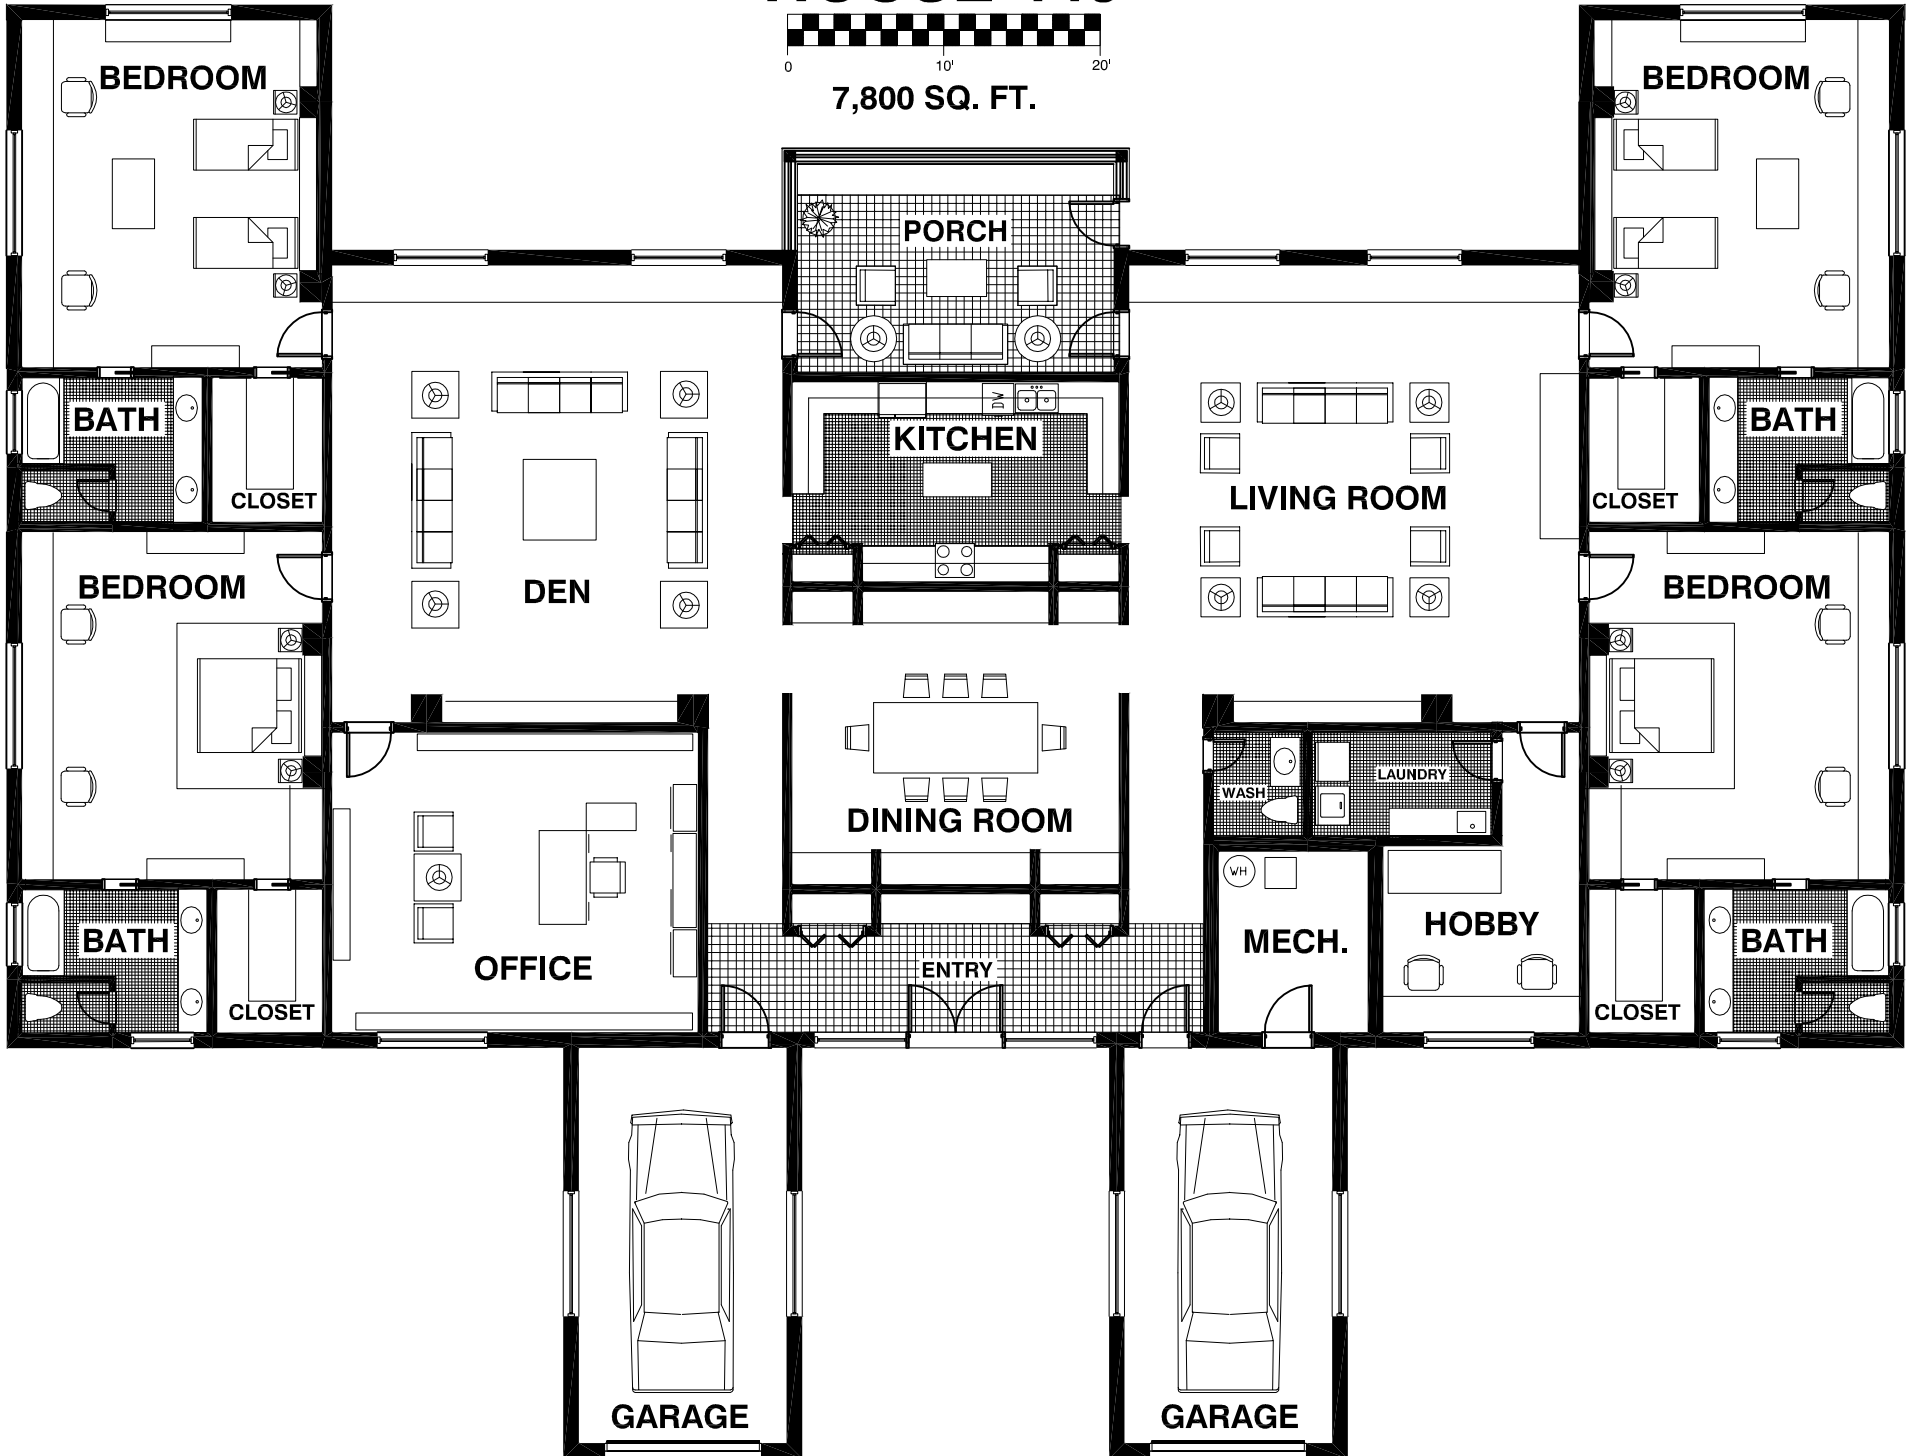 0 10' 20'
7,800 SQ. FT.
BEDROOM
BEDROOM
PORCH
BATH
CLOSET
DW
KITCHEN
LIVING ROOM
CLOSET
BATH
BEDROOM
DEN
BEDROOM
DINING ROOM
WASH
LAUNDRY
WH
BATH
CLOSET
OFFICE
ENTRY
MECH.
HOBBY
CLOSET
BATH
GARAGE
GARAGE